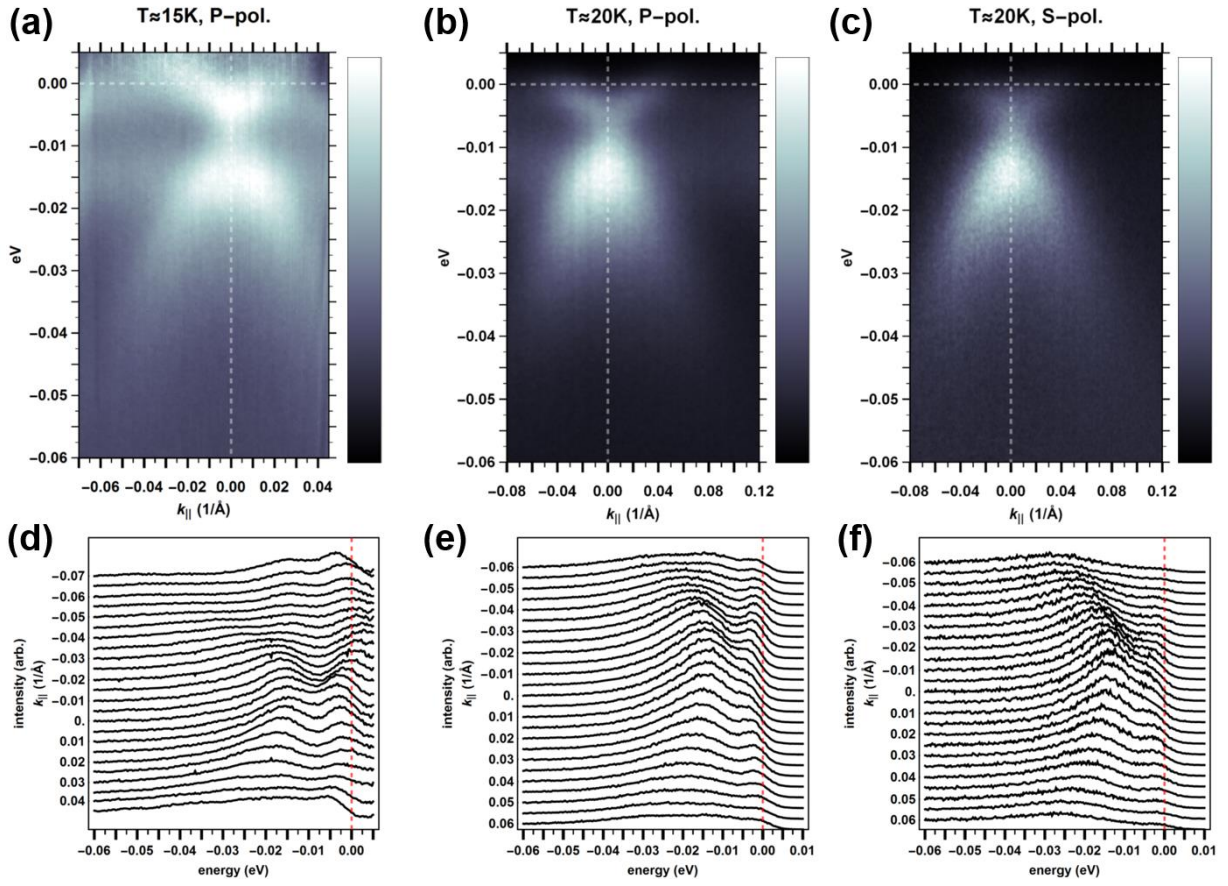 (a) T≈15K, P−pol.
(b) T≈20K, P−pol.
(c) T≈20K, S−pol.
0.00
−0.01
−0.02
−0.03
−0.04
−0.05
−0.06
eV
−0.06 −0.04 −0.02 0.00 0.02 0.04
k|| (1/Å)
0.00
−0.01
−0.02
−0.03
−0.04
−0.05
−0.06
eV
−0.08 −0.04 0.00 0.04 0.08 0.12
k|| (1/Å)
0.00
−0.01
−0.02
−0.03
−0.04
−0.05
−0.06
eV
−0.08 −0.04 0.00 0.04 0.08 0.12
k|| (1/Å)
(d)
intensity (arb.)
k|| (1/Å)
−0.07
−0.06
−0.05
−0.04
−0.03
−0.02
−0.01
0.
0.01
0.03
0.04
−0.06 −0.05 −0.04 −0.03 −0.02 −0.01 0.00
energy (eV)
(e)
intensity (arb.)
k|| (1/Å)
−0.06
−0.05
−0.04
−0.03
−0.02
−0.01
0.
0.01
0.02
0.03
0.04
0.05
0.06
−0.06 −0.05 −0.04 −0.03 −0.02 −0.01 0.00 0.01
energy (eV)
(f)
intensity (arb.)
k|| (1/Å)
−0.06
−0.05
−0.04
−0.03
−0.02
−0.01
0.
0.01
0.02
0.03
0.04
0.05
0.06
−0.06 −0.05 −0.04 −0.03 −0.02 −0.01 0.00 0.01
energy (eV)